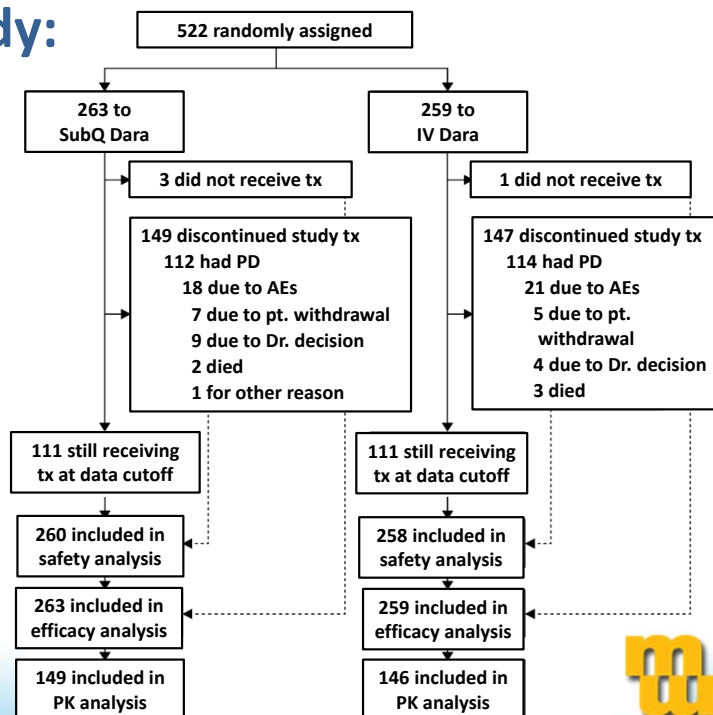 dy:
522 randomly assigned
263 to
SubQ Dara
259 to
IV Dara
3 did not receive tx
1 did not receive tx
149 discontinued study tx
112 had PD
18 due to AEs
7 due to pt. withdrawal
9 due to Dr. decision
2 died
1 for other reason
147 discontinued study tx
114 had PD
21 due to AEs
5 due to pt.
withdrawal
4 due to Dr. decision
3 died
111 still receiving
tx at data cutoff
111 still receiving
tx at data cutoff
260 included in
safety analysis
258 included in
safety analysis
263 included in
efficacy analysis
259 included in
efficacy analysis
149 included in
PK analysis
146 included in
PK analysis